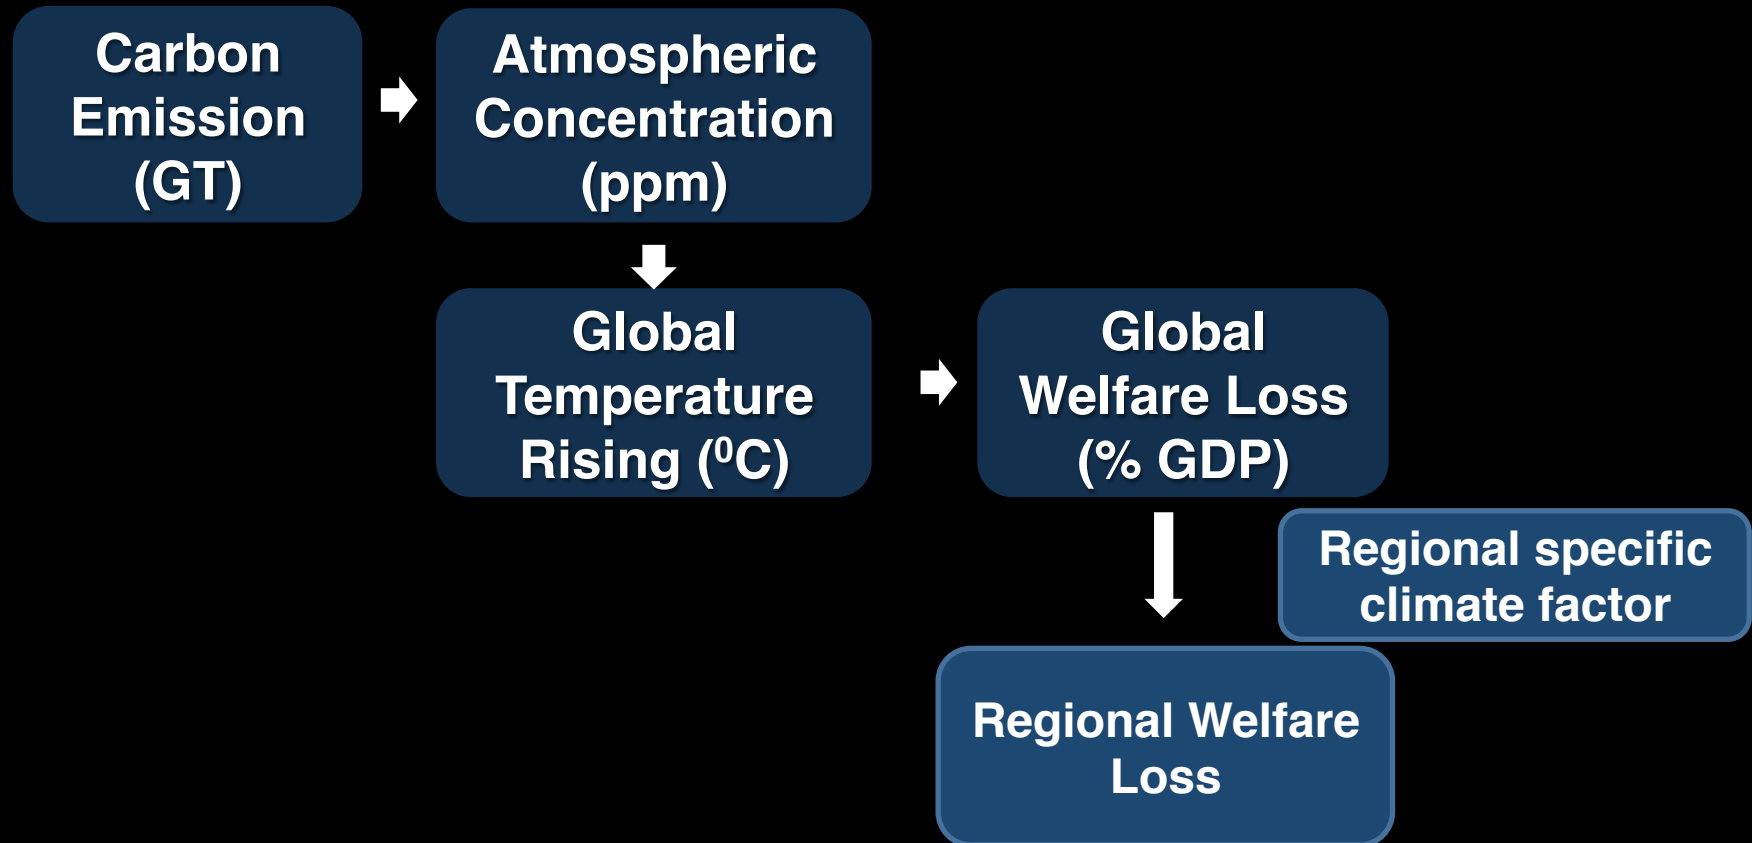 Carbon
Emission
(GT)
Atmospheric
Concentration
(ppm)
Global
Temperature
Rising (⁰C)
Global
Welfare Loss
(% GDP)
Regional specific
climate factor
Regional Welfare
Loss